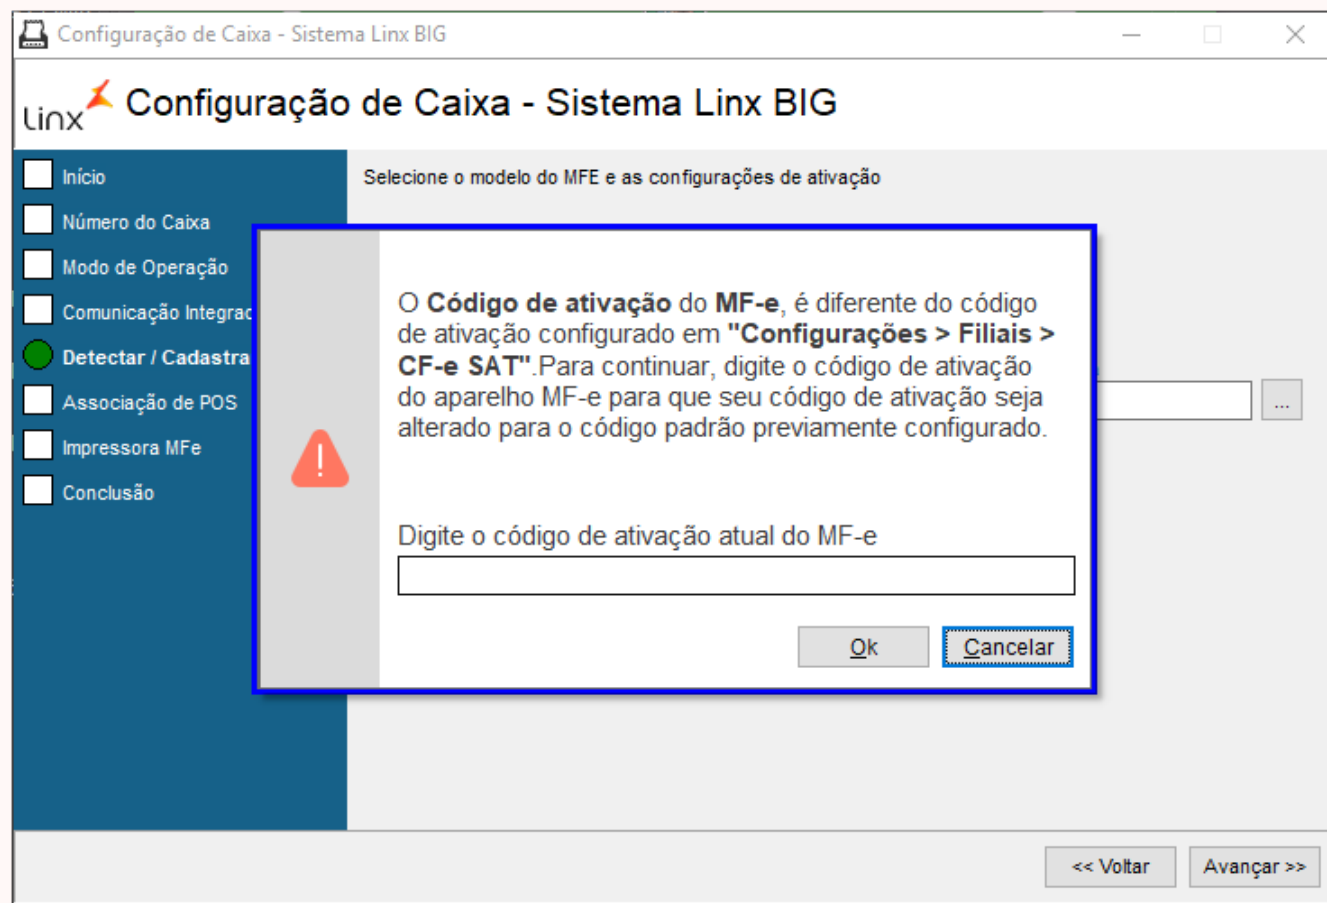 Configuração de Caixa - Sistema Linx BIG
Linx Configuração de Caixa - Sistema Linx BIG
Início
Número do Caixa
Modo de Operação
Comunicação
Detectar / 
Associação de POS
Impressora MFe
Conclusão
Selecione o modelo do MFE e as configurações de ativação
O Código de ativação do MF-e, é diferente do código
de ativação configurado em "Configurações > Filiais >
CF-e SAT".Para continuar, digite o código de ativação
do aparelho MF-e para que seu código de ativação seja
alterado para o código padrão previamente configurado.
Digite o código de ativação atual do MF-e
Ok
Cancelar
...
<< Voltar
Avançar >>